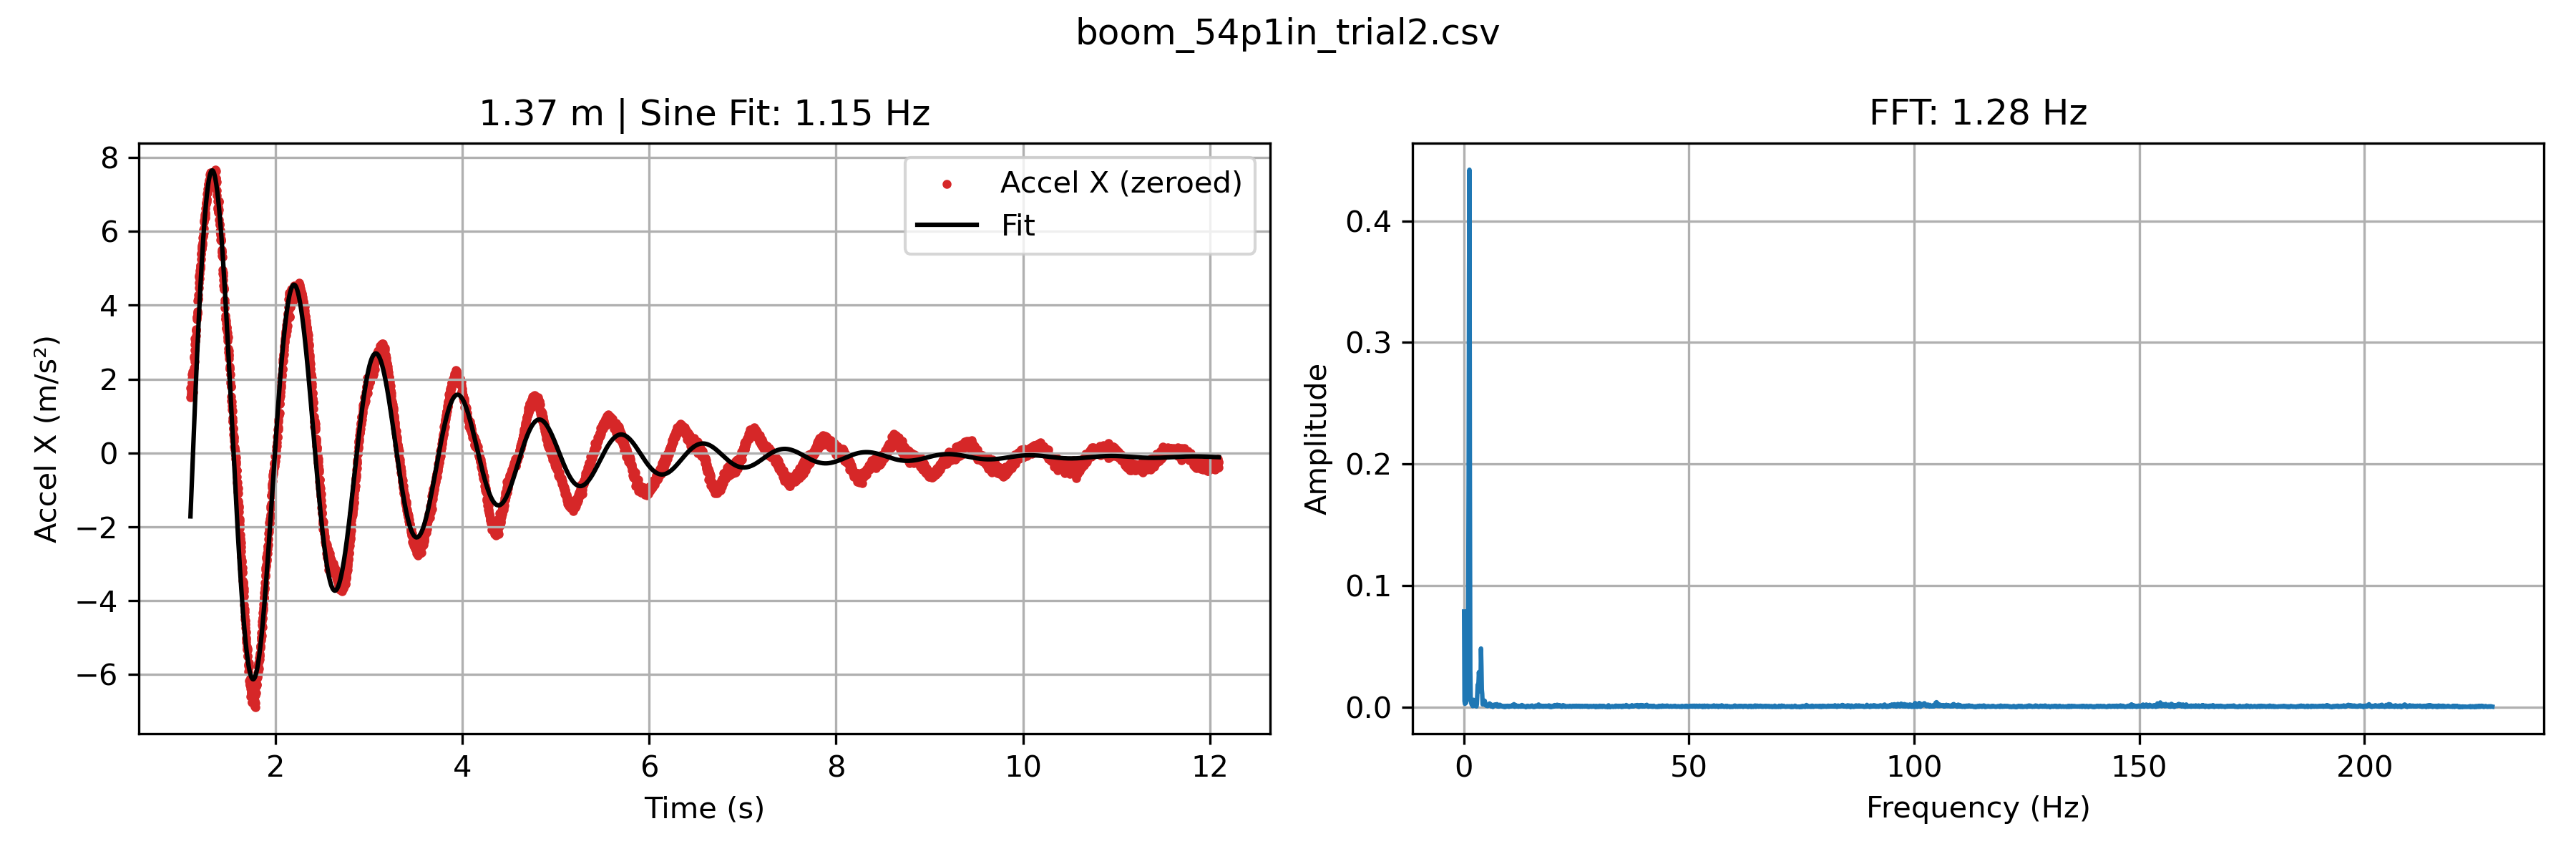 boom_54p1in_trial2.csv
1.37 m | Sine Fit: 1.15 Hz
8
6
4
2
0
−2
−4
−6
Accel X (m/s²)
Accel X (zeroed)
Fit
2
4
6
8
10
12
Time (s)
FFT: 1.28 Hz
0.4
0.3
0.2
0.1
0.0
Amplitude
0
50
100
150
200
Frequency (Hz)